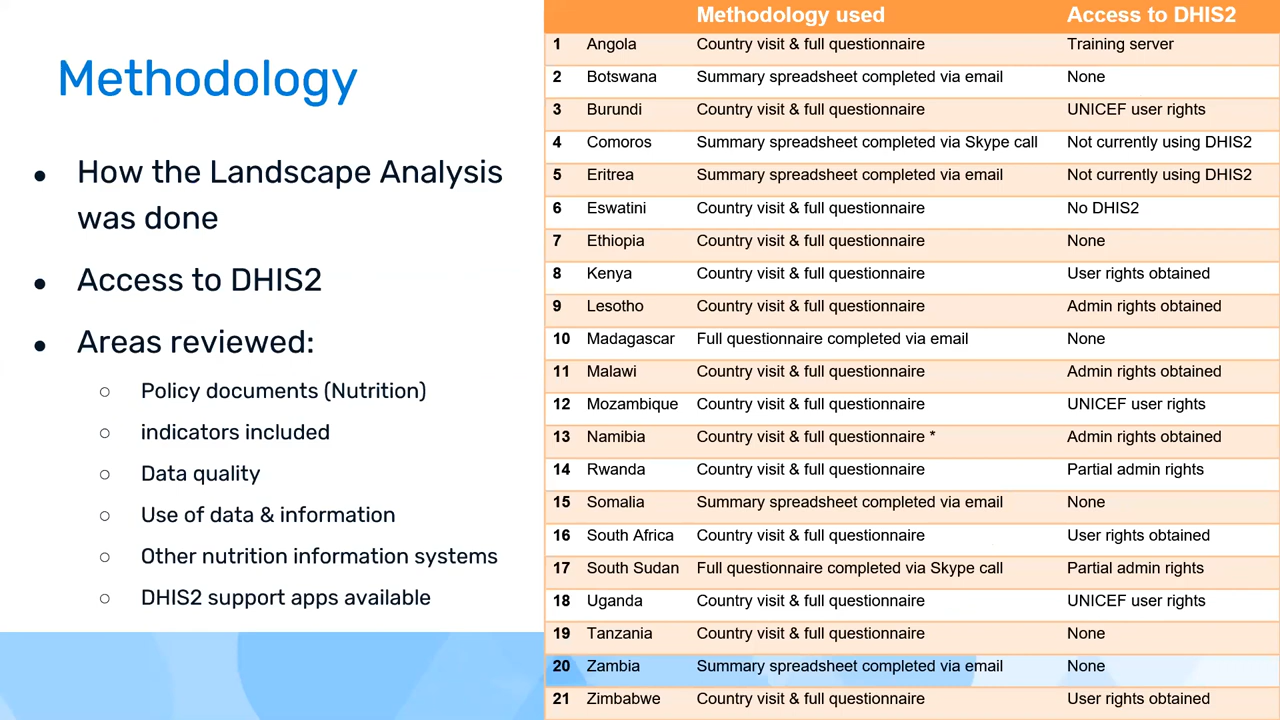 Methodology
● How the Landscape Analysis
was done
● Access to DHIS2
● Areas reviewed:
○ Policy documents (Nutrition)
○ indicators included
○ Data quality
○ Use of data & information
○ Other nutrition information systems
○ DHIS2 support apps available
Methodology used Access to DHIS2
1 Angola Country visit & full questionnaire Training server
2 Botswana Summary spreadsheet completed via email None
3 Burundi Country visit & full questionnaire UNICEF user rights
4 Comoros Summary spreadsheet completed via Skype call Not currently using DHIS2
5 Eritrea Summary spreadsheet completed via email Not currently using DHIS2
6 Eswatini Country visit & full questionnaire No DHIS2
7 Ethiopia Country visit & full questionnaire None
8 Kenya Country visit & full questionnaire User rights obtained
9 Lesotho Country visit & full questionnaire Admin rights obtained
10 Madagascar Full questionnaire completed via email None
11 Malawi Country visit & full questionnaire Admin rights obtained
12 Mozambique Country visit & full questionnaire UNICEF user rights
13 Namibia Country visit & full questionnaire * Admin rights obtained
14 Rwanda Country visit & full questionnaire Partial admin rights
15 Somalia Summary spreadsheet completed via email None
16 South Africa Country visit & full questionnaire User rights obtained
17 South Sudan Full questionnaire completed via Skype call Partial admin rights
18 Uganda Country visit & full questionnaire UNICEF user rights
19 Tanzania Country visit & full questionnaire None
20 Zambia Summary spreadsheet completed via email None
21 Zimbabwe Country visit & full questionnaire User rights obtained